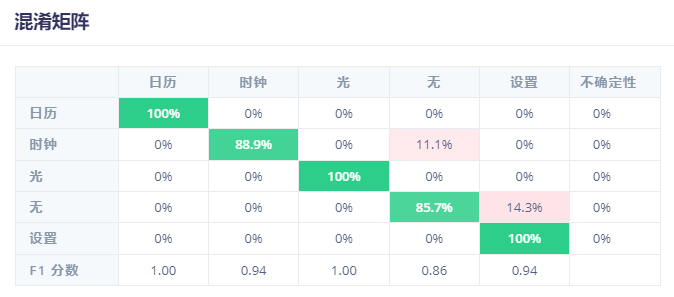 混淆矩阵
日历 时钟 光 无 设置 不确定性
日历 100% 0% 0% 0% 0% 0%
时钟 0% 88.9% 0% 11.1% 0% 0%
光 0% 0% 100% 0% 0% 0%
无 0% 0% 0% 85.7% 14.3% 0%
设置 0% 0% 0% 0% 100% 0%
F1 分数 1.00 0.94 1.00 0.86 0.94